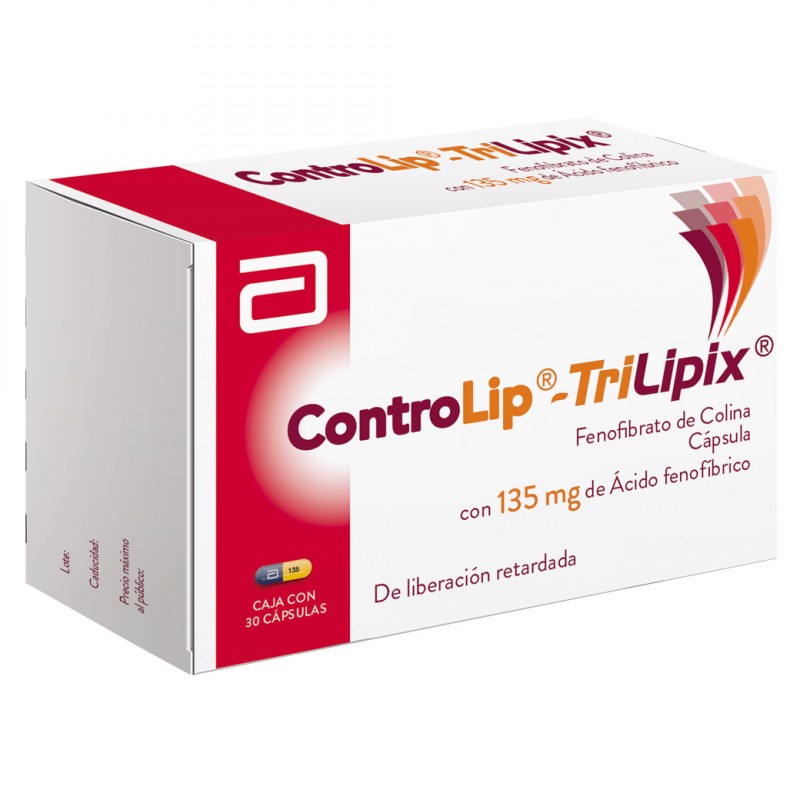 ControLip®-TriLipix®
Fenofibrato de Colina
con 135 mg de Ácido fenofíbrico
ControLip®-TriLipix®
Fenofibrato de Colina
Cápsula
con 135 mg de Ácido fenofíbrico
De liberación retardada
a 135
CAJA CON
30 CÁPSULAS
Lote:
Caducidad:
Precio máximo
al público: